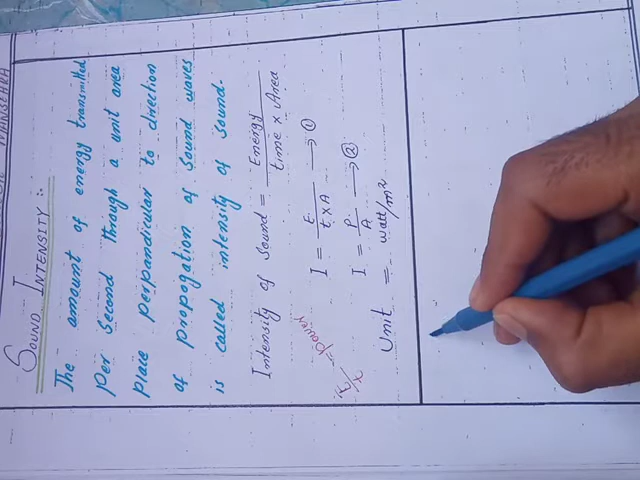 SOUND INTENSITY :
The amount of energy transmitted
per Second through a unit area
place perpendicular to direction
of propogation of Sound waves
is called intensity of Sound.
Intensity of Sound = Energy / time × Area
I = E / t × A → ①
= power
I = P / A → ②
Unit = watt/m²